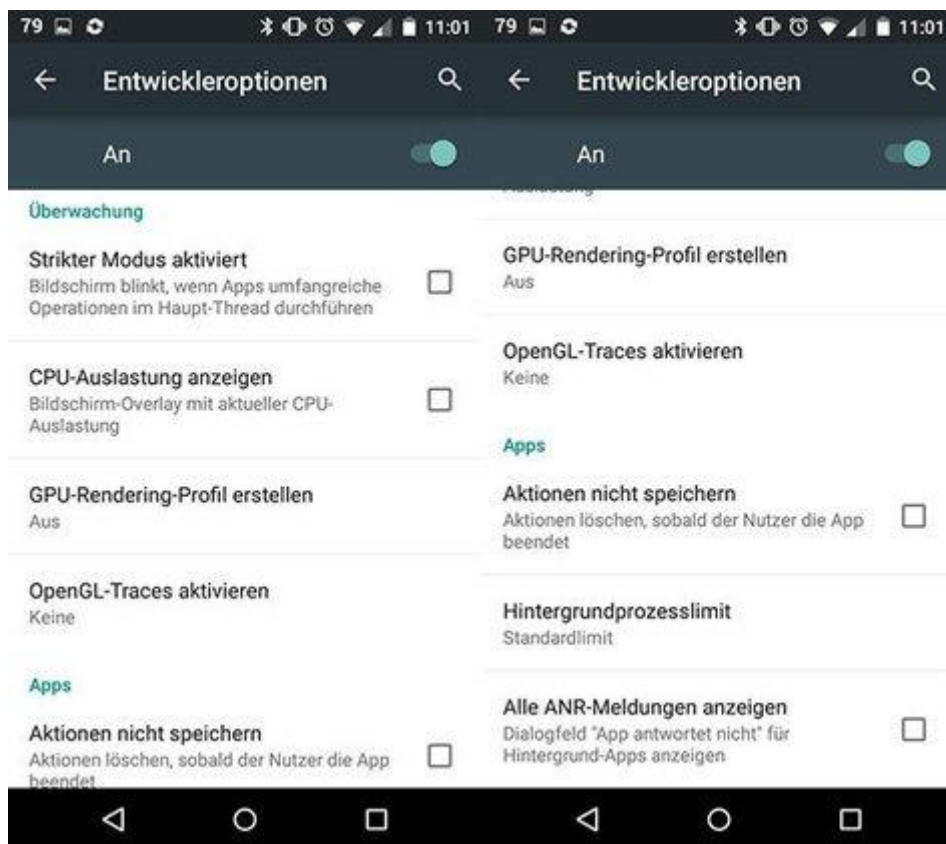 79
11:01
Entwickleroptionen
An
Überwachung
Strikter Modus aktiviert
Bildschirm blinkt, wenn Apps umfangreiche
Operationen im Haupt-Thread durchführen
CPU-Auslastung anzeigen
Bildschirm-Overlay mit aktueller CPU-
Auslastung
GPU-Rendering-Profil erstellen
Aus
OpenGL-Traces aktivieren
Keine
Apps
Aktionen nicht speichern
Aktionen löschen, sobald der Nutzer die App
beendet
79
11:01
Entwickleroptionen
An
Auslastung
GPU-Rendering-Profil erstellen
Aus
OpenGL-Traces aktivieren
Keine
Apps
Aktionen nicht speichern
Aktionen löschen, sobald der Nutzer die App
beendet
Hintergrundprozesslimit
Standardlimit
Alle ANR-Meldungen anzeigen
Dialogfeld "App antwortet nicht" für
Hintergrund-Apps anzeigen